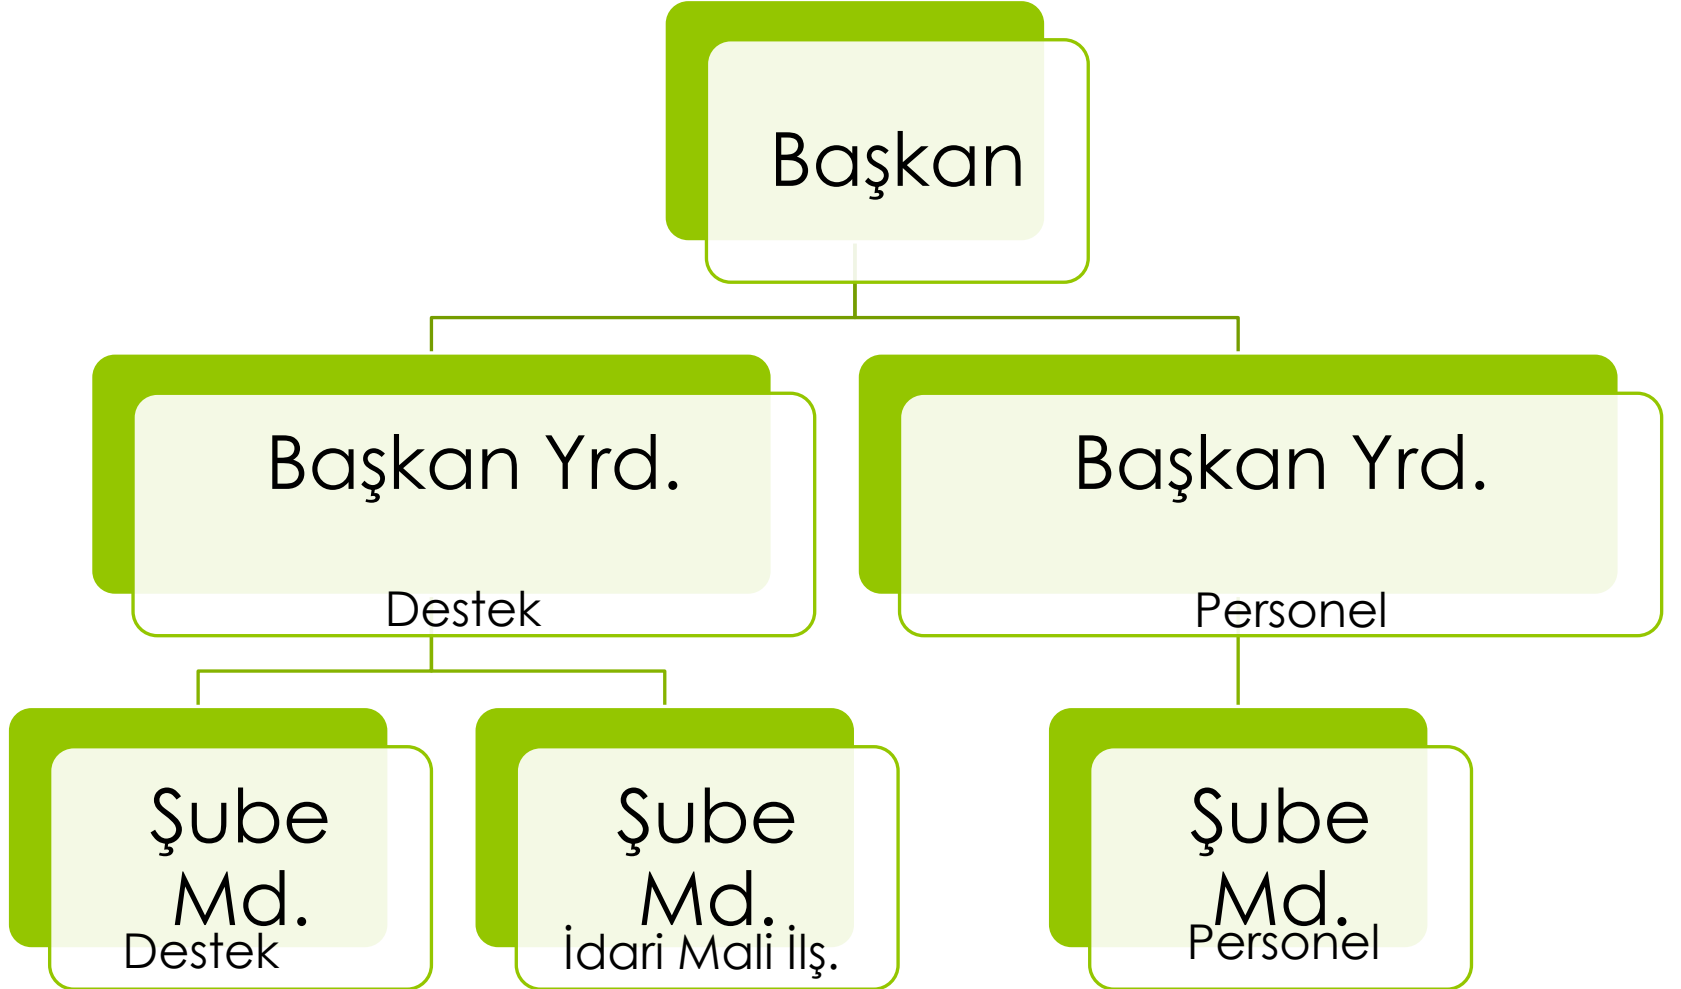 Başkan
Başkan Yrd.
Destek
Başkan Yrd.
Personel
Şube
Md.
Destek
Şube
Md.
İdari Mali İlş.
Şube
Md.
Personel